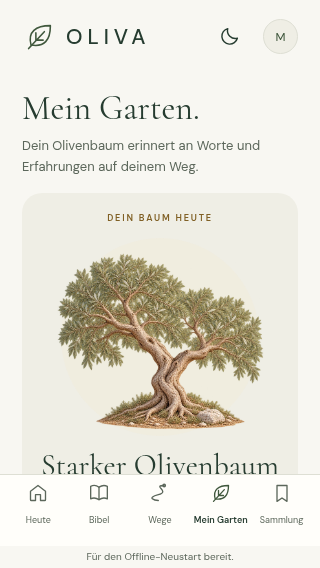 OLIVA
M
Mein Garten.
Dein Olivenbaum erinnert an Worte und
Erfahrungen auf deinem Weg.
DEIN BAUM HEUTE
Starker Olivenbaum
Heute
Bibel
Wege
Mein Garten
Sammlung
Für den Offline-Neustart bereit.